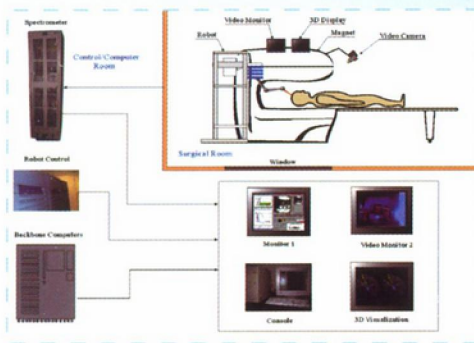 Spectrometer
Video Monitor
3D Display
Robot
Magnet
Video Camera
Control/Computer
Room
Surgical Room
Window
Robot Control
Backbone Computers
Monitor 1
Video Monitor 2
Console
3D Visualization